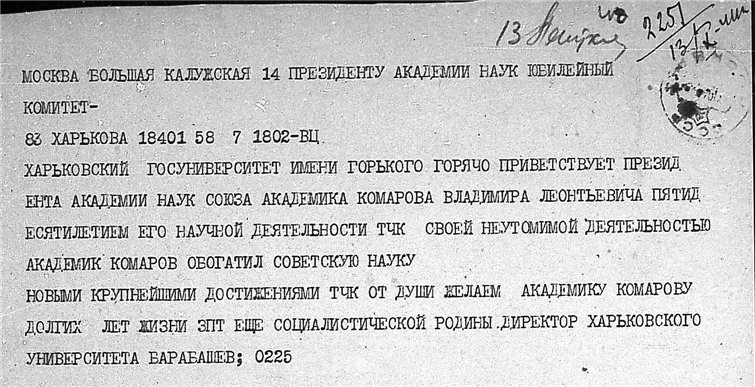 2251
13
МОСКВА БОЛЬШАЯ КАЛУЖСКАЯ 14 ПРЕЗИДЕНТУ АКАДЕМИИ НАУК ЮБИЛЕЙНЫЙ
КОМИТЕТ-
83 ХАРЬКОВА 18401 58 7 1802-ВЦ
ХАРЬКОВСКИЙ ГОСУНИВЕРСИТЕТ ИМЕНИ ГОРЬКОГО ГОРЯЧО ПРИВЕТСТВУЕТ ПРЕЗИД
ЕНТА АКАДЕМИИ НАУК СОЮЗА АКАДЕМИКА КОМАРОВА ВЛАДИМИРА ЛЕОНТЬЕВИЧА ПЯТИД
ЕСЯТИЛЕТИЕМ ЕГО НАУЧНОЙ ДЕЯТЕЛЬНОСТИ ТЧК СВОЕЙ НЕУТОМИМОЙ ДЕЯТЕЛЬНОСТЬЮ
АКАДЕМИК КОМАРОВ ОБОГАТИЛ СОВЕТСКУЮ НАУКУ
НОВЫМИ КРУПНЕЙШИМИ ДОСТИЖЕНИЯМИ ТЧК ОТ ДУШИ ЖЕЛАЕМ АКАДЕМИКУ КОМАРОВУ
ДОЛГИХ ЛЕТ ЖИЗНИ ЗПТ ЕЩЕ СОЦИАЛИСТИЧЕСКОЙ РОДИНЫ.ДИРЕКТОР ХАРЬКОВСКОГО
УНИВЕРСИТЕТА БАРАБАШЕВ; 0225